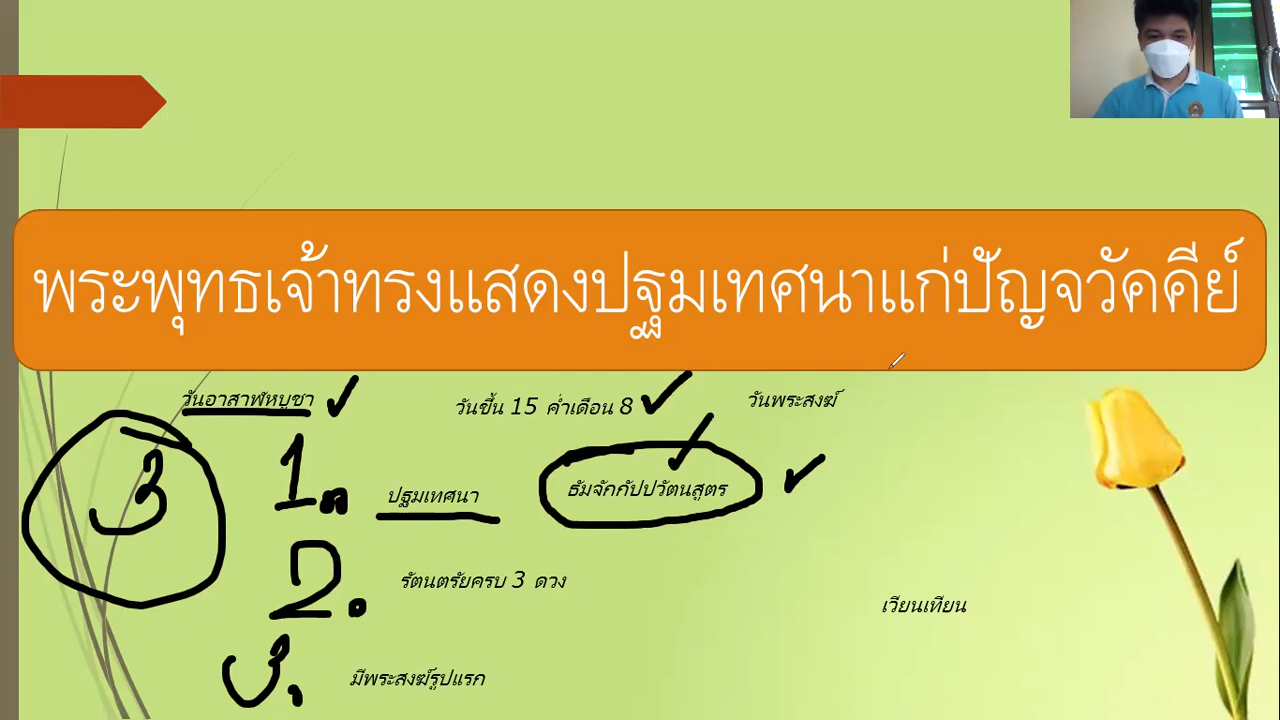 พระพุทธเจ้าทรงแสดงปฐมเทศนาแก่ปัญจวัคคีย์
วันอาสาฬหบูชา วันขึ้น 15 ค่ำเดือน 8 วันพระสงฆ์
3 1. ปฐมเทศนา ธัมจักกัปปวัตนสูตร
2. รัตนตรัยครบ 3 ดวง
เวียนเทียน
3. มีพระสงฆ์รูปแรก